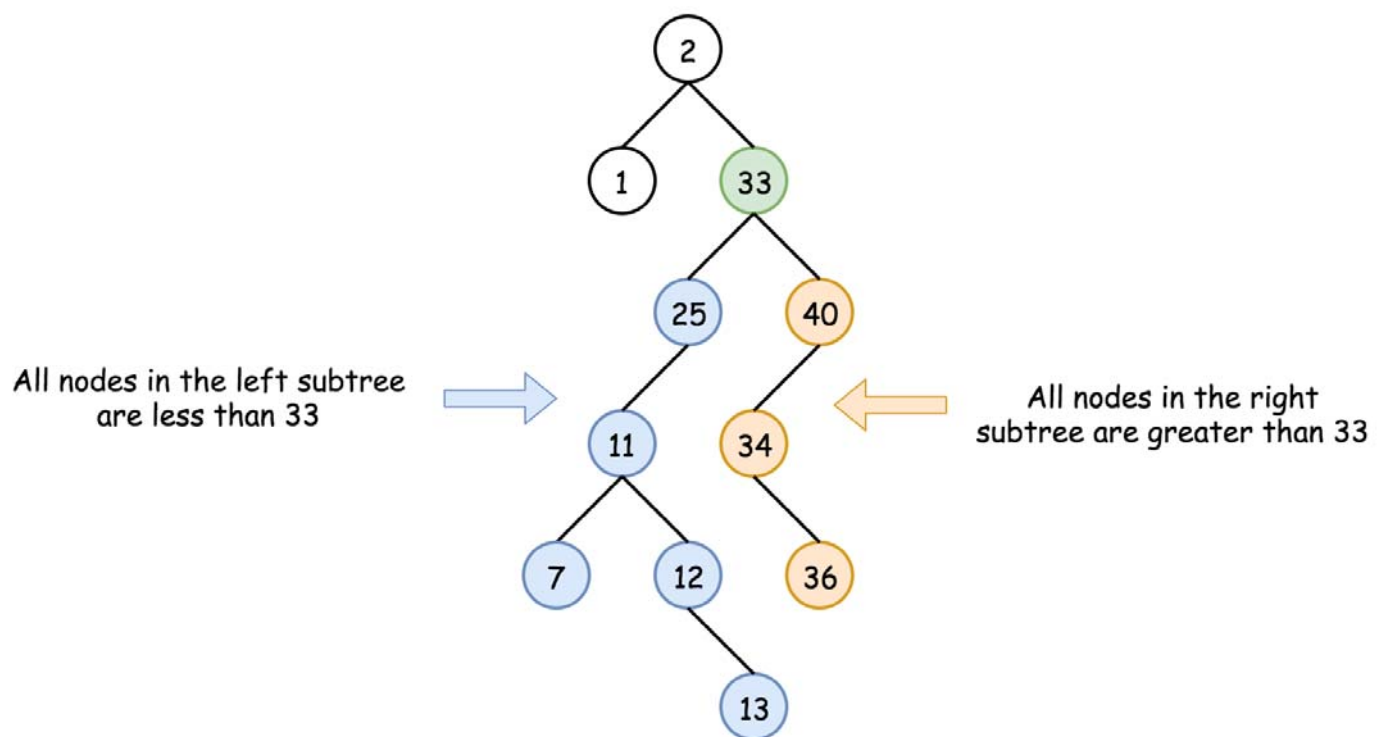 2
1
33
25
40
All nodes in the left subtree
are less than 33
All nodes in the right
subtree are greater than 33
11
34
7
12
36
13